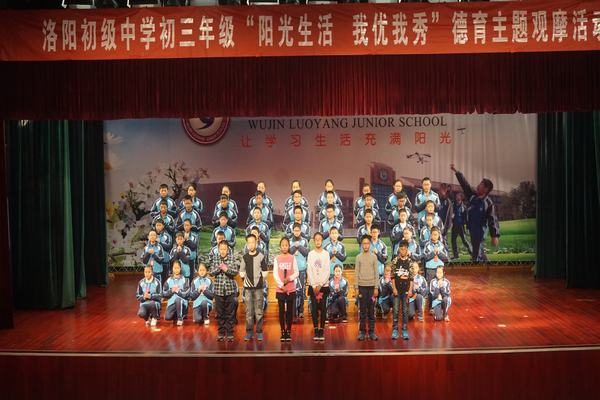 洛阳初级中学初三年级“阳光生活 我优我秀”德育主题观摩活动
WUJIN LUOYANG JUNIOR SCHOOL
让学习生活充满阳光